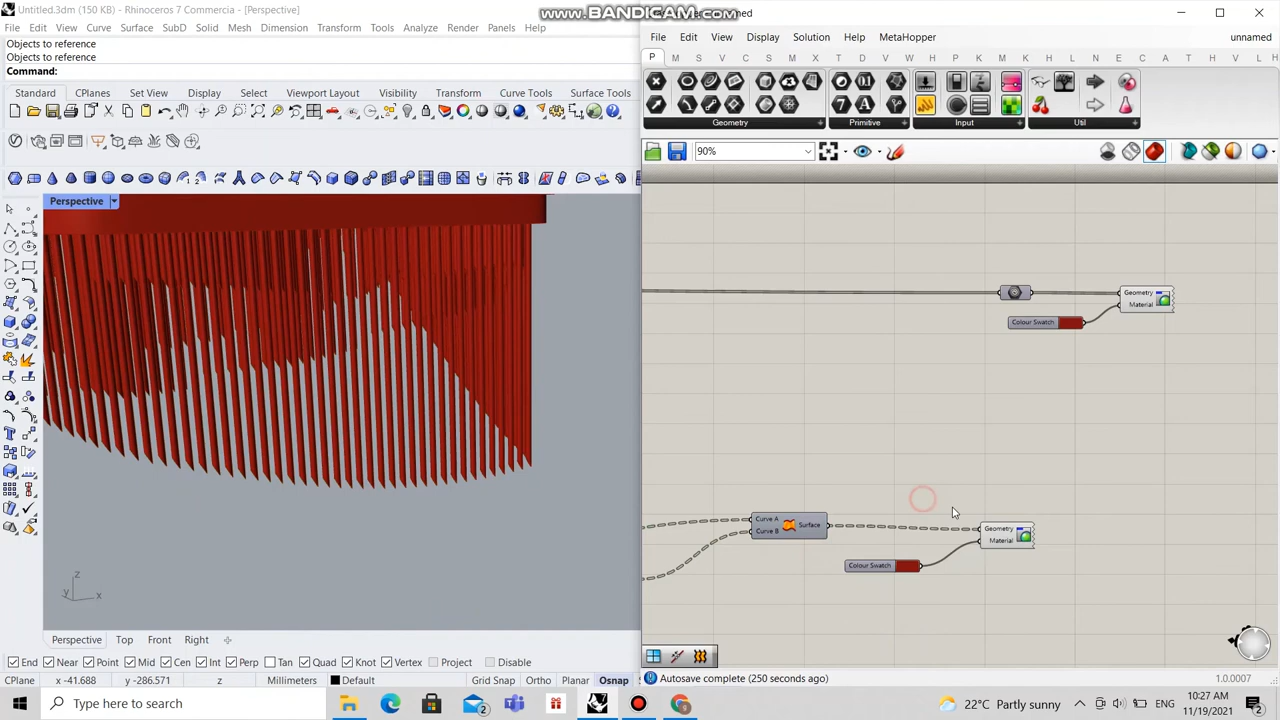 Untitled.3dm (150 KB) - Rhinoceros 7 Commercia - [Perspective]
www.BANDICAM.com
File Edit View Curve Surface SubD Solid Mesh Dimension Transform Tools Analyze Render Panels Help
File Edit View Display Solution Help MetaHopper
unnamed
Objects to reference
Objects to reference
Command:
Standard CPlanes Set View Display Select Viewport Layout Visibility Transform Curve Tools Surface Tools
Geometry Primitive Input Util
90%
Perspective
Geometry
Material
Colour Swatch
Curve A
Curve B
Surface
Geometry
Material
Colour Swatch
z
x
Perspective Top Front Right
End Near Point Mid Cen Int Perp Tan Quad Knot Vertex Project Disable
CPlane x -41.688 y -286.571 z Millimeters Default Grid Snap Ortho Planar Osnap
Autosave complete (250 seconds ago)
1.0.0007
Type here to search
22°C Partly sunny
ENG
10:27 AM
11/19/2021